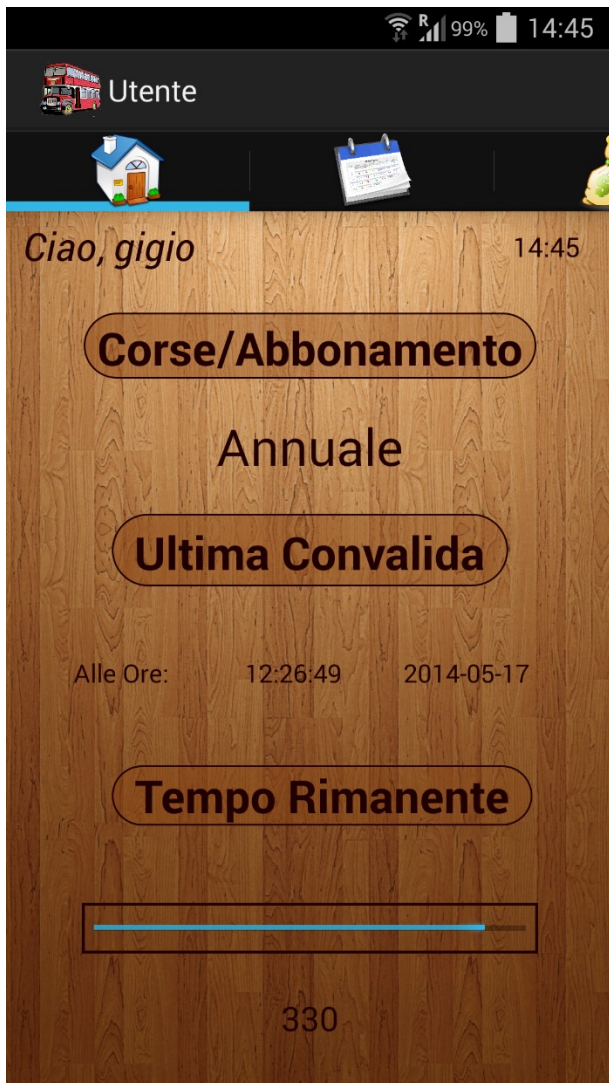 R 99% 14:45
Utente
Ciao, gigio 14:45
Corse/Abbonamento
Annuale
Ultima Convalida
Alle Ore: 12:26:49 2014-05-17
Tempo Rimanente
330